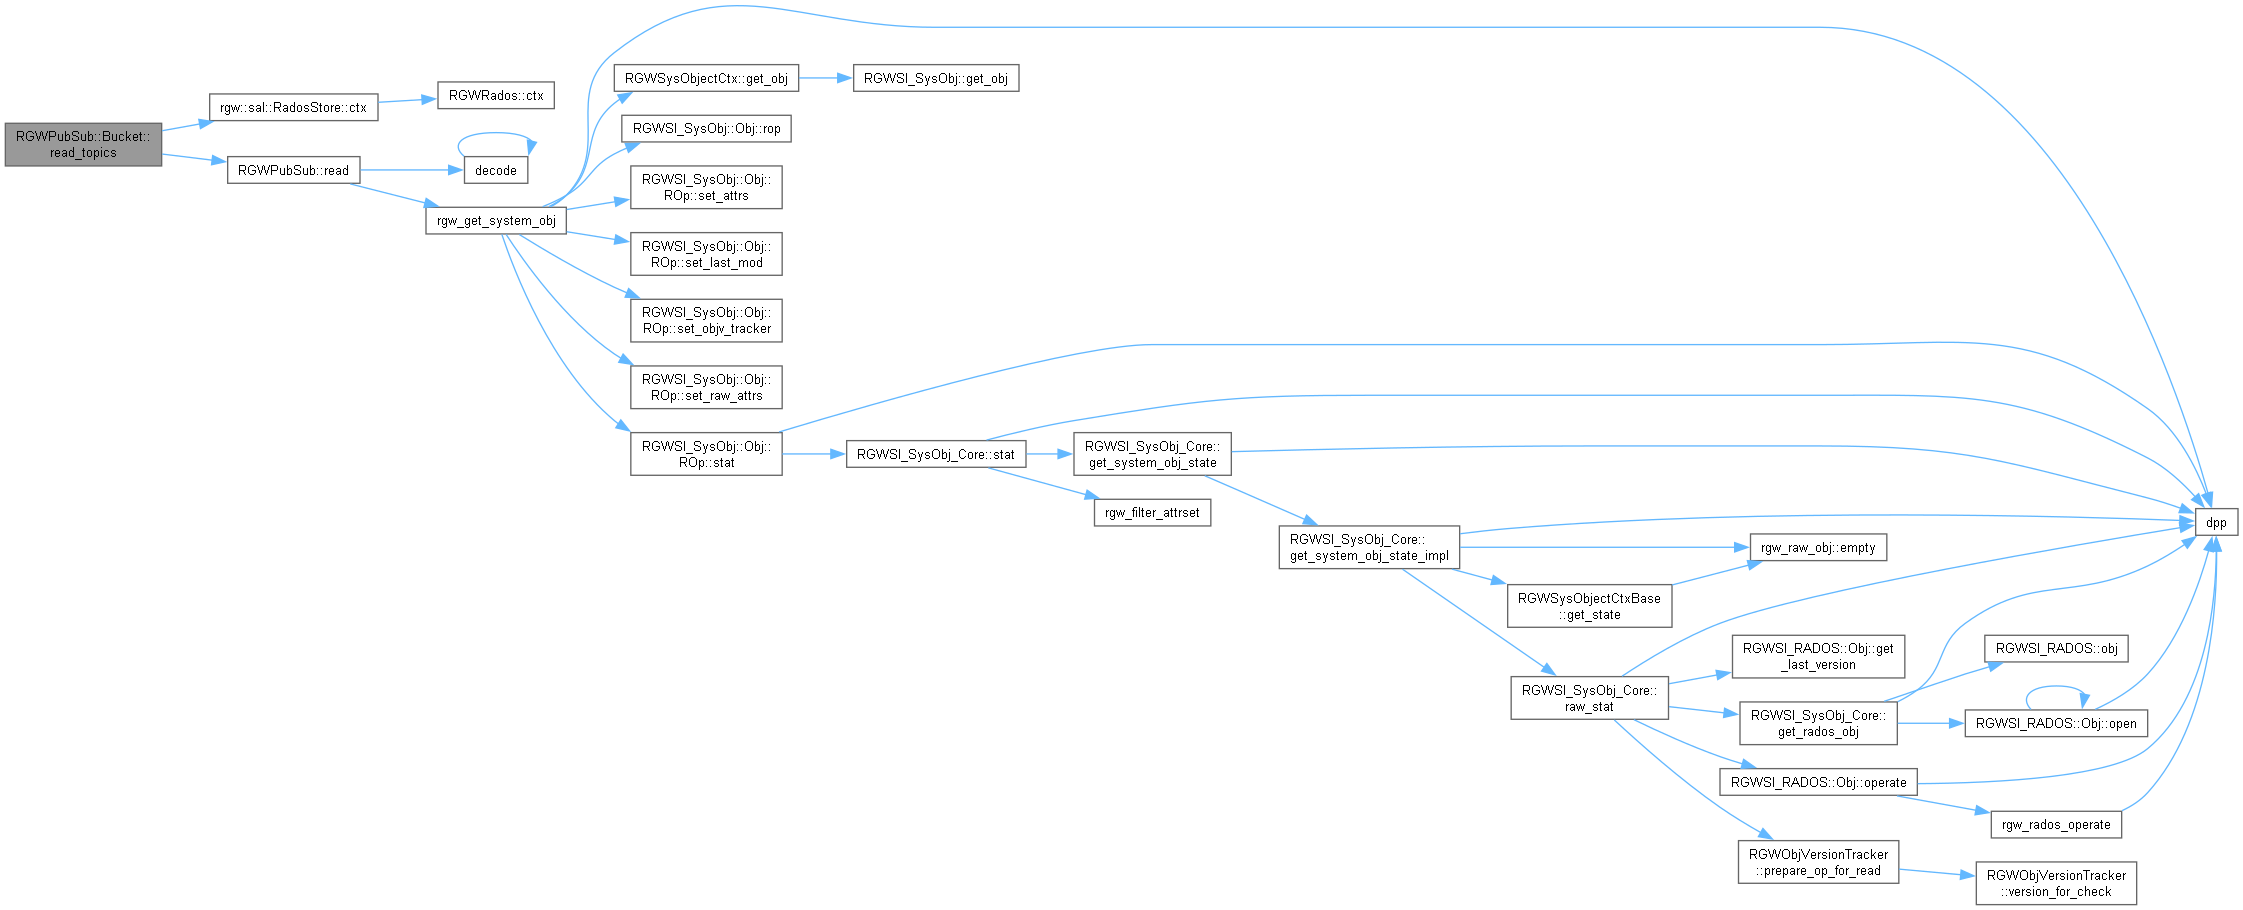 RGWPubSub::Bucket::
read_topics
rgw::sal::RadosStore::ctx
RGWRados::ctx
RGWPubSub::read
decode
rgw_get_system_obj
RGWSysObjectCtx::get_obj
RGWSI_SysObj::get_obj
RGWSI_SysObj::Obj::rop
RGWSI_SysObj::Obj::
ROp::set_attrs
RGWSI_SysObj::Obj::
ROp::set_last_mod
RGWSI_SysObj::Obj::
ROp::set_objv_tracker
RGWSI_SysObj::Obj::
ROp::set_raw_attrs
RGWSI_SysObj::Obj::
ROp::stat
RGWSI_SysObj_Core::stat
RGWSI_SysObj_Core::
get_system_obj_state
rgw_filter_attrset
RGWSI_SysObj_Core::
get_system_obj_state_impl
dpp
rgw_raw_obj::empty
RGWSysObjectCtxBase
::get_state
RGWSI_SysObj_Core::
raw_stat
RGWSI_RADOS::Obj::get
_last_version
RGWSI_SysObj_Core::
get_rados_obj
RGWSI_RADOS::obj
RGWSI_RADOS::Obj::open
RGWSI_RADOS::Obj::operate
rgw_rados_operate
RGWObjVersionTracker
::prepare_op_for_read
RGWObjVersionTracker
::version_for_check